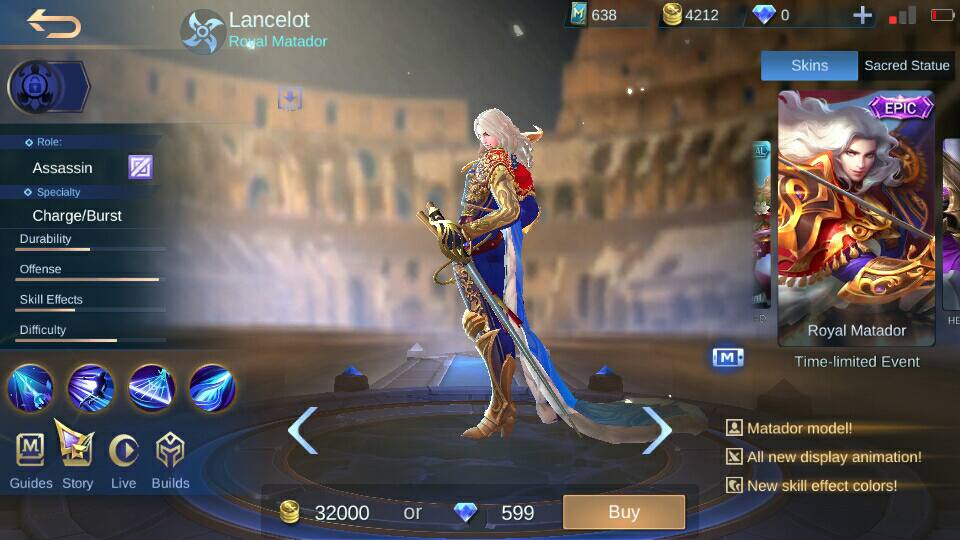 Lancelot
Royal Matador
638
4212
0
Skins
Sacred Statue
EPIC
Role:
Assassin
Specialty
Charge/Burst
Durability
Offense
Skill Effects
Difficulty
Royal Matador
Time-limited Event
M
Matador model!
All new display animation!
New skill effect colors!
M
Guides
Story
Live
Builds
32000
or
599
Buy